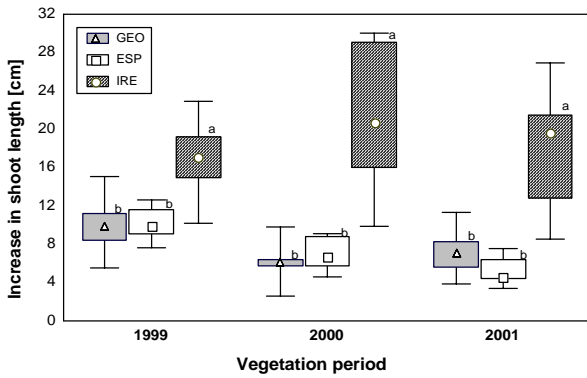 Increase in shoot length [cm]
32
28
24
20
16
12
8
4
0
GEO
ESP
IRE
b
b
a
b
b
a
b
b
a
1999
2000
2001
Vegetation period